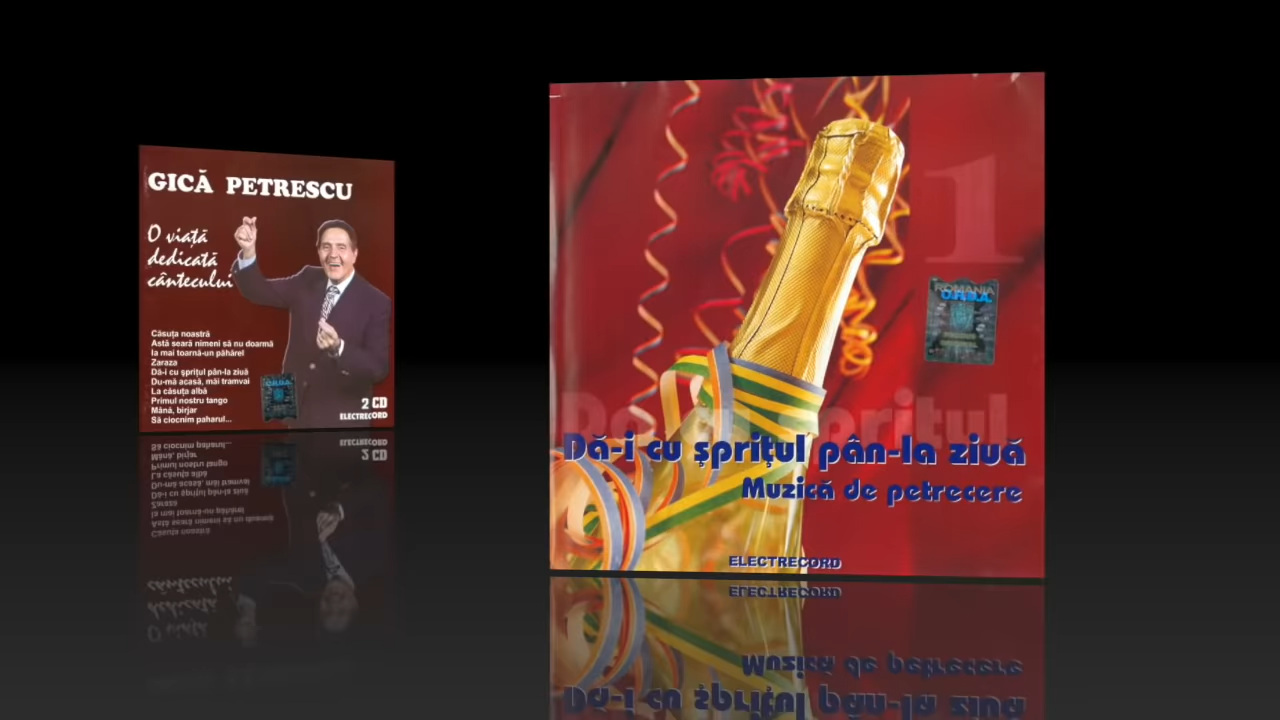 GICĂ PETRESCU
O viață
dedicată
cântecului
Căsuța noastră
Astă seară nimeni să nu doarmă
Ia mai toarnă-un păhărel
Zaraza
Dă-i cu șprițul pân-la ziuă
Du-mă acasă, măi tramvai
La căsuța albă
Primul nostru tango
Mână, birjar
Să ciocnim paharul...
2 CD
ELECTRECORD
1
ROMANIA
O.R.D.A.
Dă-i cu șprițul pân-la ziuă
Muzică de petrecere
ELECTRECORD